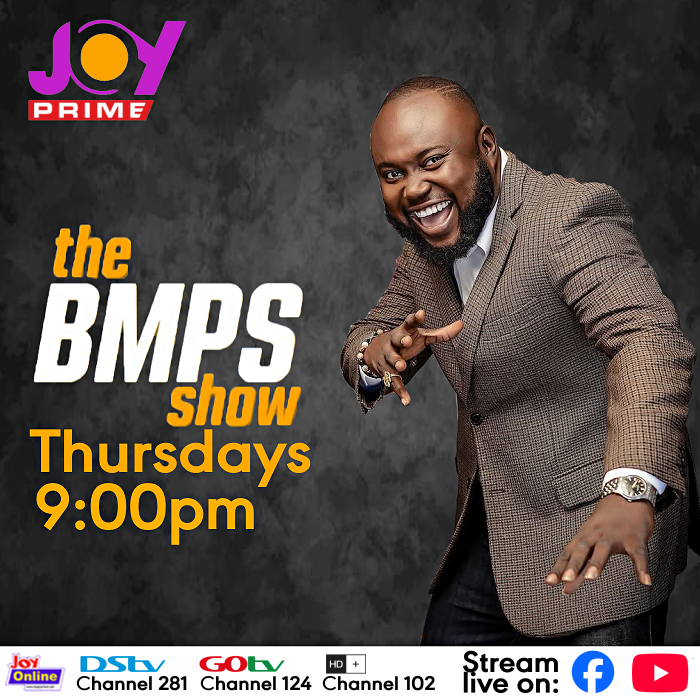 JOY
PRIME
the
BMPS
show
Thursdays
9:00pm
JOY
Online
DStv
Channel 281
GOtv
Channel 124
HD +
Channel 102
Stream
live on: